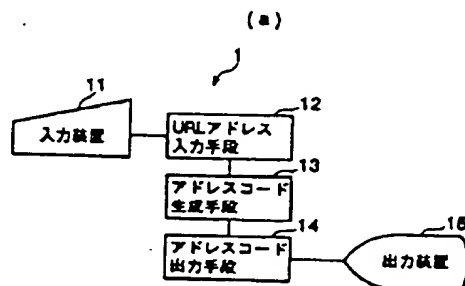 (a)
1
11
入力装置
12
URLアドレス
入力手段
13
アドレスコード
生成手段
14
アドレスコード
出力手段
15
出力装置